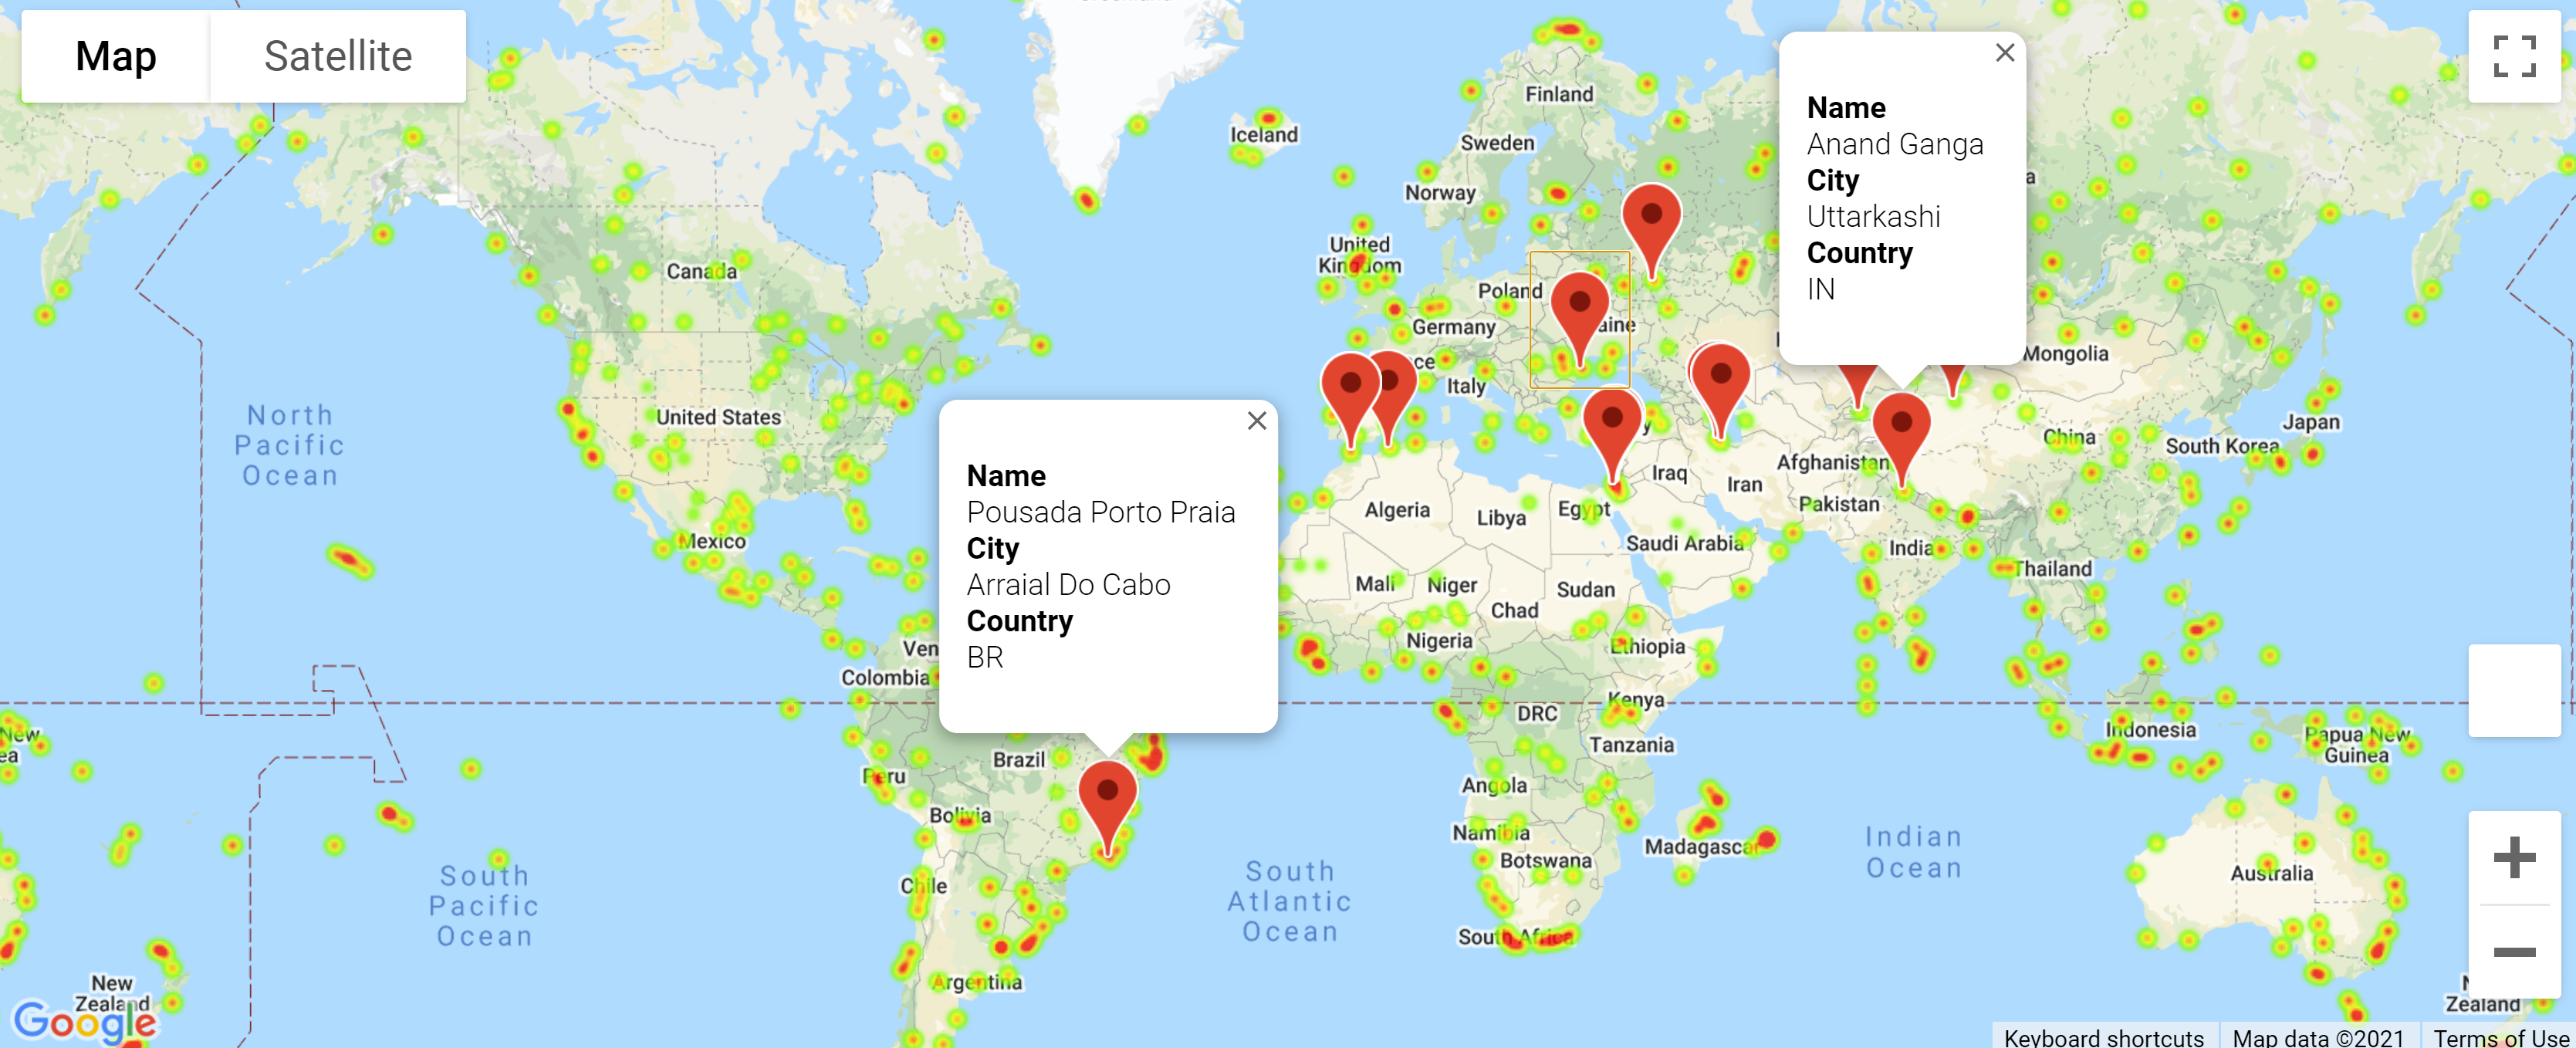 Map
Satellite
Greenland
Finland
Iceland
Sweden
Norway
United
Kingdom
Canada
Poland
aine
Germany
ce
Italy
Mongolia
United States
North
Pacific
Ocean
Japan
China
South Korea
Afghanistan
Iraq
Iran
Pakistan
Algeria
Libya
Egypt
Mexico
Saudi Arabia
India
Thailand
Mali
Niger
Sudan
Chad
Nigeria
Ethiopia
Ven
Colombia
Kenya
DRC
Indonesia
Papua New
Guinea
New
ea
Tanzania
Brazil
Peru
Angola
Bolivia
Namibia
Madagascar
Botswana
Indian
Ocean
Australia
Chile
South
Pacific
Ocean
South
Atlantic
Ocean
South Africa
Argentina
New
Zealand
Zealand
Name
Anand Ganga
City
Uttarkashi
Country
IN
Name
Pousada Porto Praia
City
Arraial Do Cabo
Country
BR
Google
Keyboard shortcuts
Map data ©2021
Terms of Use